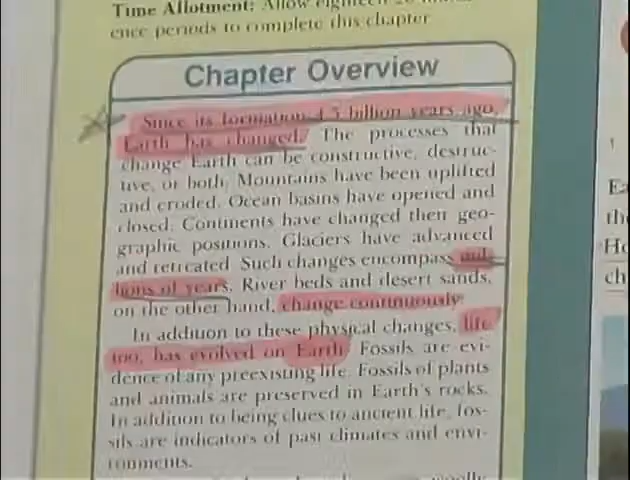 Time Allotment: Allow eighteen
ence periods to complete this chapter
Chapter Overview
Since its formation 4.5 billion years ago,
Earth has changed. The processes that
change Earth can be constructive, destruc-
tive, or both. Mountains have been uplifted
and eroded. Ocean basins have opened and
closed. Continents have changed their geo-
graphic positions. Glaciers have advanced
and retreated. Such changes encompass mil-
lions of years. River beds and desert sands,
on the other hand, change continuously.
In addition to these physical changes, life,
too, has evolved on Earth. Fossils are evi-
dence of any preexisting life. Fossils of plants
and animals are preserved in Earth's rocks.
In addition to being clues to ancient life, fos-
sils are indicators of past climates and envi-
ronments.
woolly
Ea
th
Ho
ch